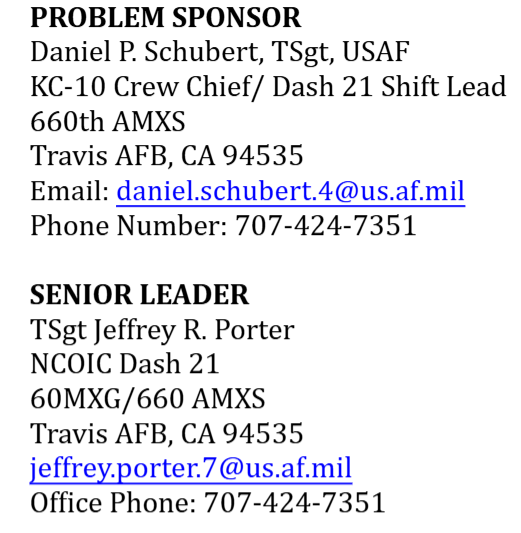 PROBLEM SPONSOR
Daniel P. Schubert, TSgt, USAF
KC-10 Crew Chief/ Dash 21 Shift Lead
660th AMXS
Travis AFB, CA 94535
Email: daniel.schubert.4@us.af.mil
Phone Number: 707-424-7351
SENIOR LEADER
TSgt Jeffrey R. Porter
NCOIC Dash 21
60MXG/660 AMXS
Travis AFB, CA 94535
jeffrey.porter.7@us.af.mil
Office Phone: 707-424-7351